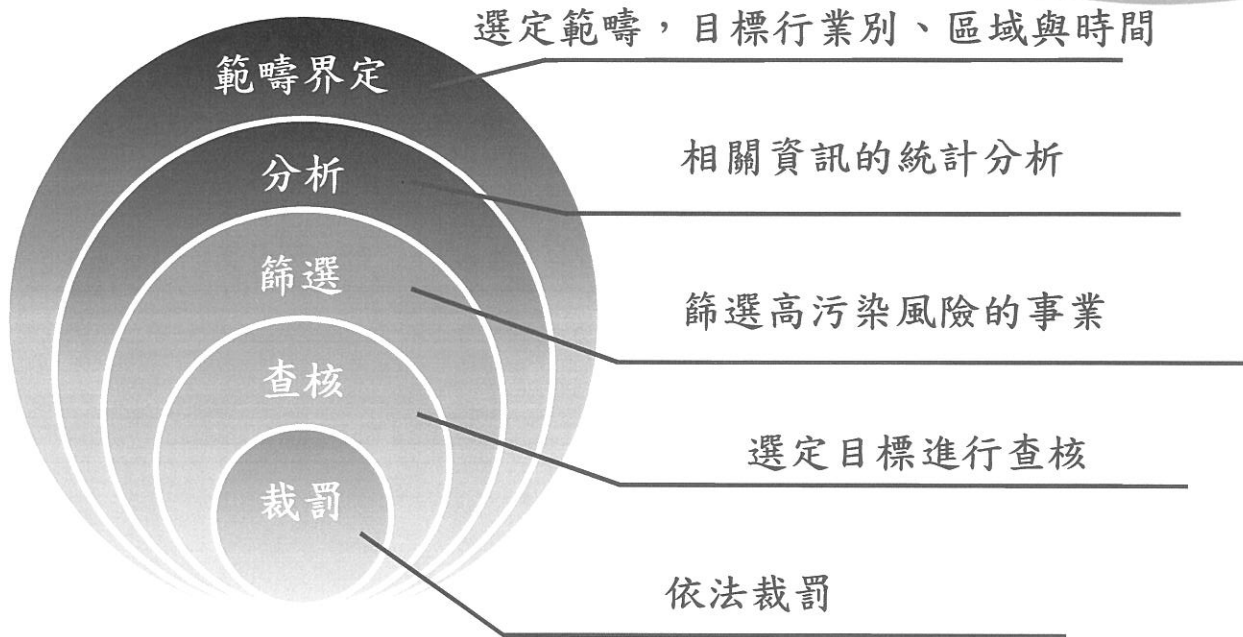 選定範疇，目標行業別、區域與時間
範疇界定
相關資訊的統計分析
分析
篩選高污染風險的事業
篩選
選定目標進行查核
查核
依法裁罰
裁罰